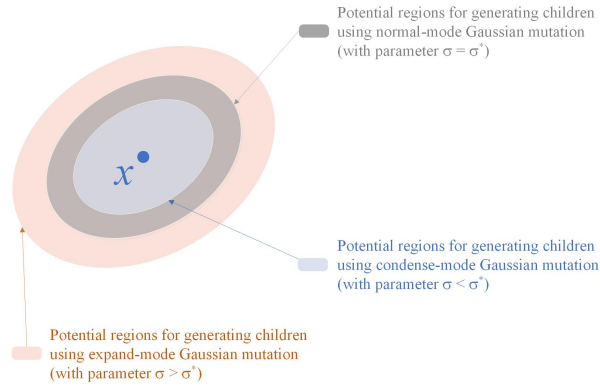 Potential regions for generating children
using normal-mode Gaussian mutation
(with parameter σ = σ*)
x
Potential regions for generating children
using condense-mode Gaussian mutation
(with parameter σ < σ*)
Potential regions for generating children
using expand-mode Gaussian mutation
(with parameter σ > σ*)